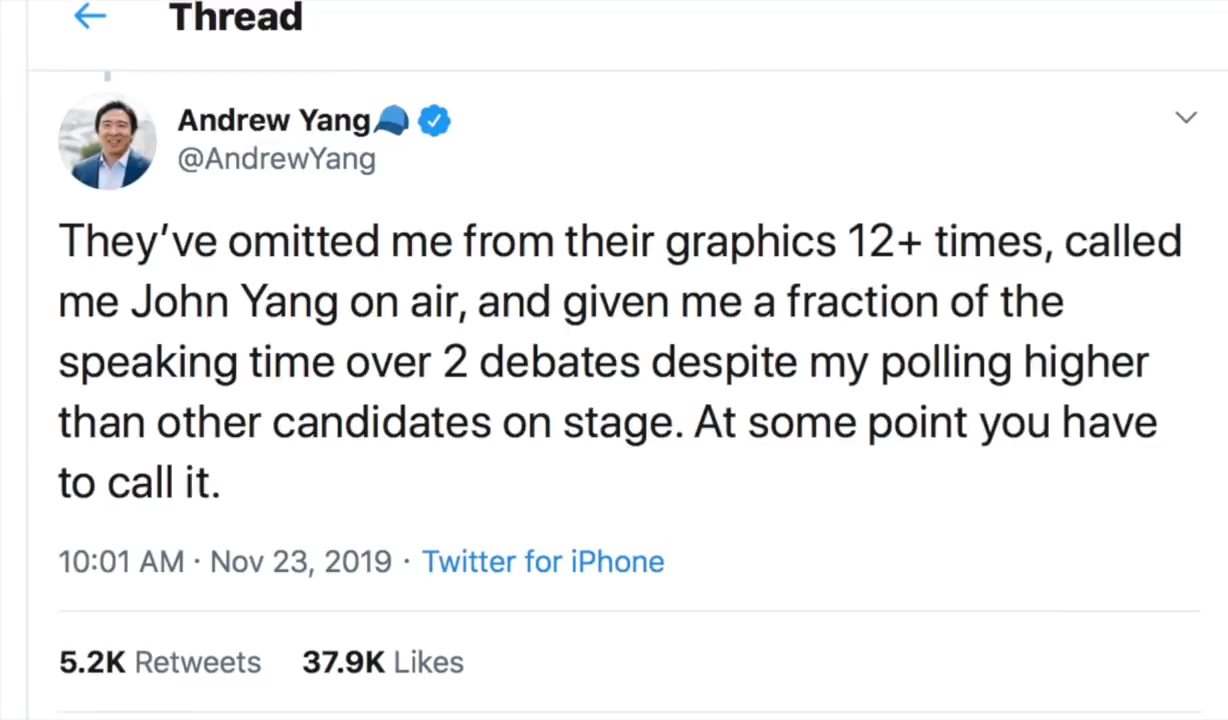 Thread
Andrew Yang
@AndrewYang
They’ve omitted me from their graphics 12+ times, called
me John Yang on air, and given me a fraction of the
speaking time over 2 debates despite my polling higher
than other candidates on stage. At some point you have
to call it.
10:01 AM · Nov 23, 2019 · Twitter for iPhone
5.2K Retweets 37.9K Likes